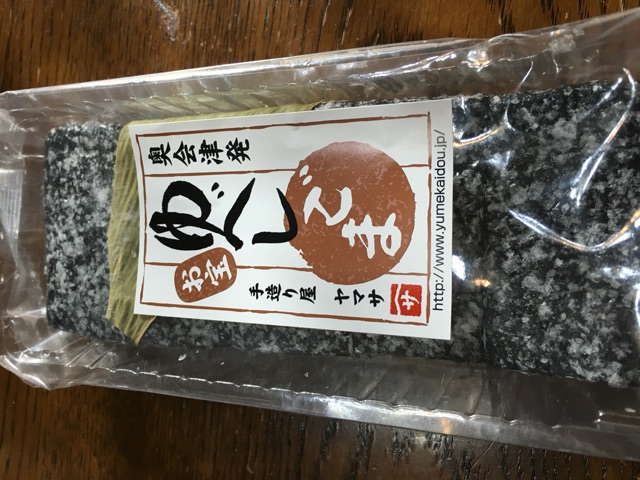 奥会津発
ゆべし
ごま
お宝
手造り屋 ヤマサ
サ
http://www.yumekaidou.jp/